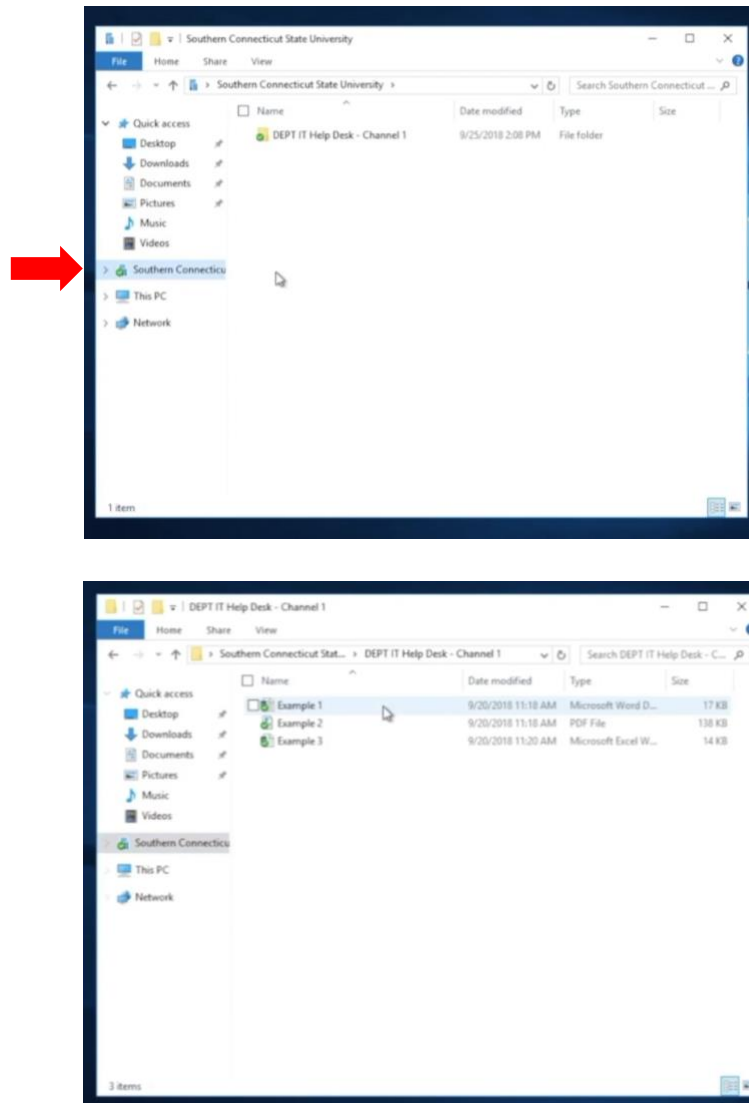 Southern Connecticut State University
File Home Share View
Southern Connecticut State University Search Southern Connecticut ...
Name Date modified Type Size
Quick access
DEPT IT Help Desk - Channel 1 9/25/2018 2:08 PM File folder
Desktop
Downloads
Documents
Pictures
Music
Videos
Southern Connecticu
This PC
Network
1 item
DEPT IT Help Desk - Channel 1
File Home Share View
Southern Connecticut Stat... DEPT IT Help Desk - Channel 1 Search DEPT IT Help Desk - C...
Name Date modified Type Size
Quick access
Example 1 9/20/2018 11:18 AM Microsoft Word D... 17 KB
Desktop
Example 2 9/20/2018 11:18 AM PDF File 138 KB
Downloads
Example 3 9/20/2018 11:20 AM Microsoft Excel W... 14 KB
Documents
Pictures
Music
Videos
Southern Connecticu
This PC
Network
3 items